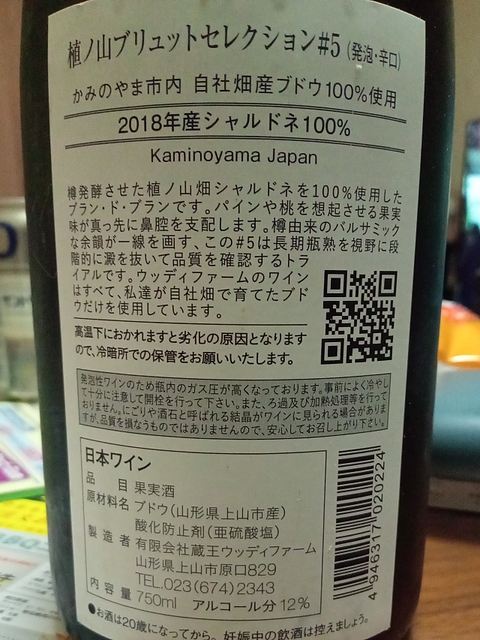 植ノ山ブリュットセレクション#5（発泡・辛口）
かみのやま市内 自社畑産ブドウ100%使用
2018年産シャルドネ100%
Kaminoyama Japan
樽発酵させた植ノ山畑シャルドネを100%使用した
ブラン・ド・ブランです。パインや桃を想起させる果実
味が真っ先に鼻腔を支配します。樽由来のバルサミック
な余韻が一線を画す、この#5は長期瓶熟を視野に段
階的に澱を抜いて品質を確認するトラ
イアルです。ウッディファームのワイン
はすべて、私達が自社畑で育てたブド
ウだけを使用しています。
高温下におかれますと劣化の原因となります
ので、冷暗所での保管をお願いいたします。
発泡性ワインのため瓶内のガス圧が高くなっております。事前によく冷やし
て十分に注意して開栓を行って下さい。また、ろ過及び加熱処理等を行って
おりません。にごりや酒石と呼ばれる結晶がワインに見られる場合がありま
すが、品質を損なうものではありませんので、安心してお召し上がり下さい。
日本ワイン
品 目 果実酒
原材料名 ブドウ（山形県上山市産）
酸化防止剤（亜硫酸塩）
製造者 有限会社蔵王ウッディファーム
山形県上山市原口829
TEL.023(674)2343
内容量 750ml アルコール分 12%
4946317020224
●お酒は20歳になってから。妊娠中の飲酒は控えましょう。